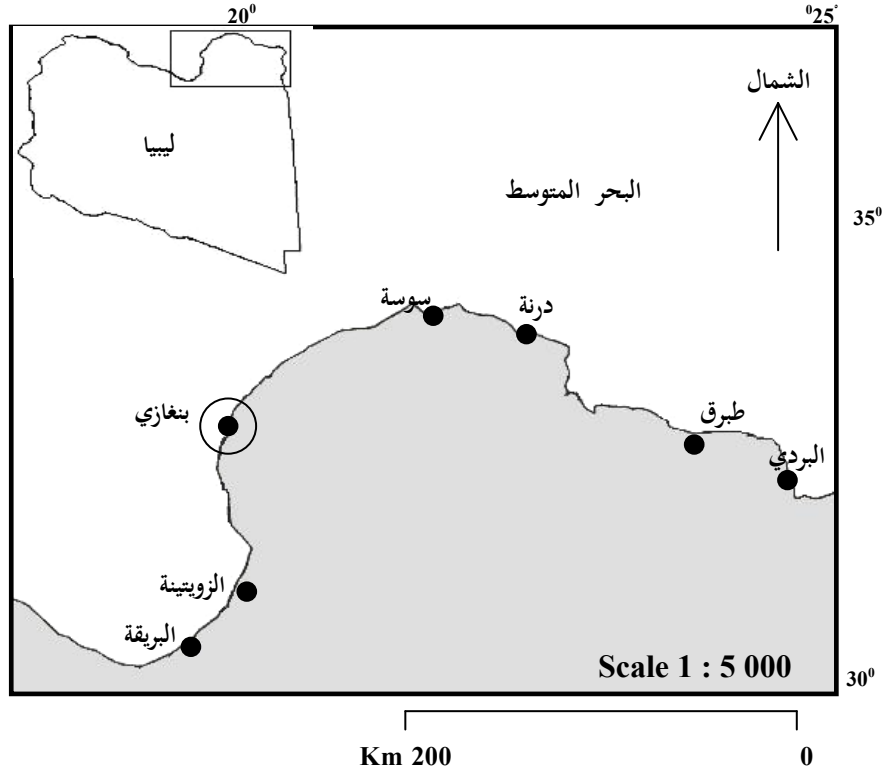 20⁰
⁰25
الشمال
ليبيا
البحر المتوسط
35⁰
سوسة
درنة
بنغازي
طبرق
البردي
الزويتينة
البريقة
Scale 1 : 5 000
30⁰
Km 200
0